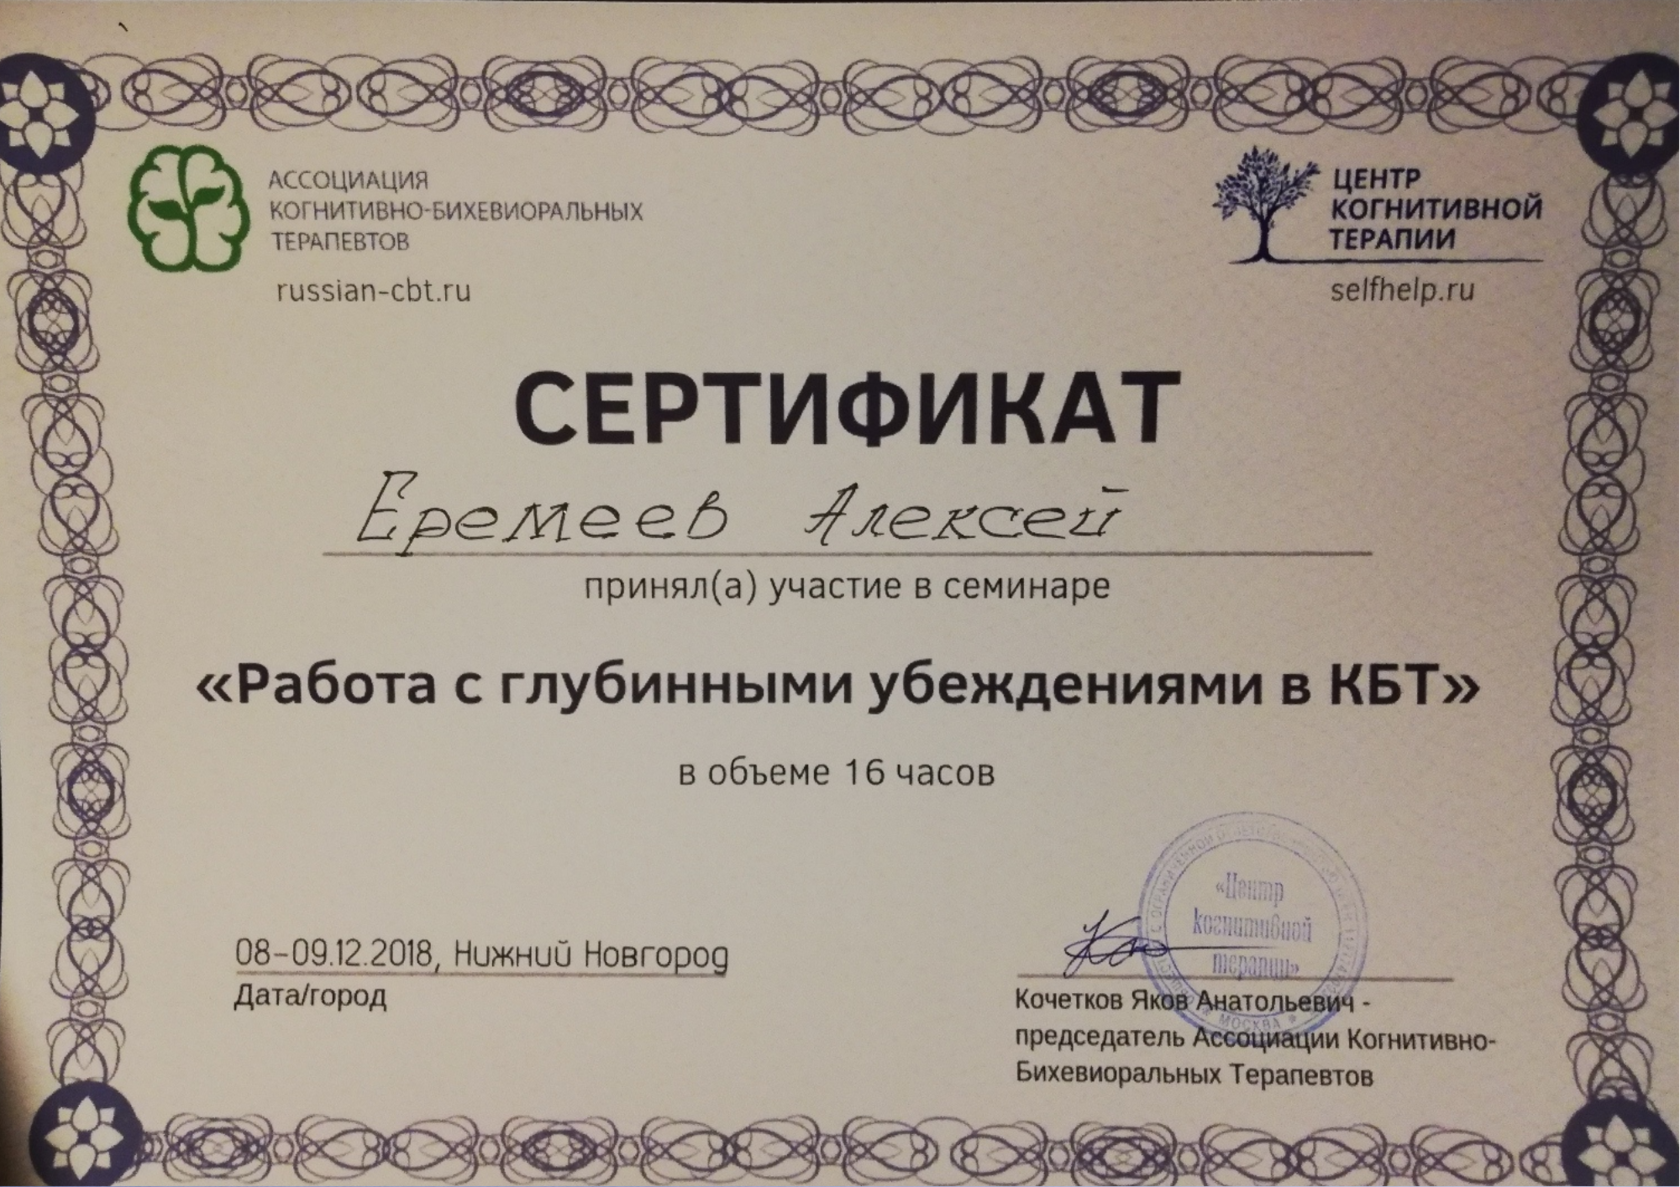 АССОЦИАЦИЯ
КОГНИТИВНО-БИХЕВИОРАЛЬНЫХ
ТЕРАПЕВТОВ
russian-cbt.ru
ЦЕНТР
КОГНИТИВНОЙ
ТЕРАПИИ
selfhelp.ru
СЕРТИФИКАТ
Еремеев Алексей
принял(а) участие в семинаре
«Работа с глубинными убеждениями в КБТ»
в объеме 16 часов
08-09.12.2018, Нижний Новгород
Дата/город
«Центр
когнитивной
терапии»
МОСКВА
Кочетков Яков Анатольевич -
председатель Ассоциации Когнитивно-
Бихевиоральных Терапевтов